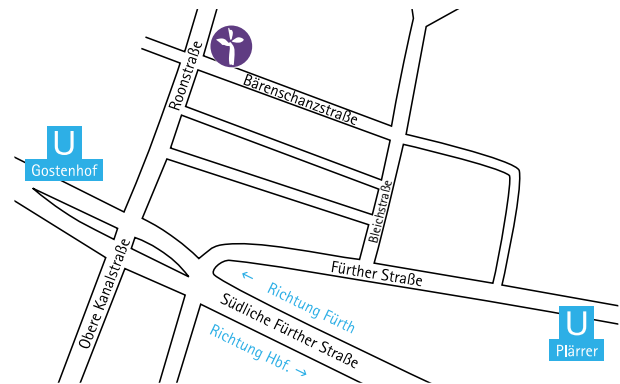 Roonstraße
Bärenschanzstraße
U
Gostenhof
Bleichstraße
Obere Kanalstraße
Fürther Straße
← Richtung Fürth
Südliche Fürther Straße
Richtung Hbf. →
U
Plärrer